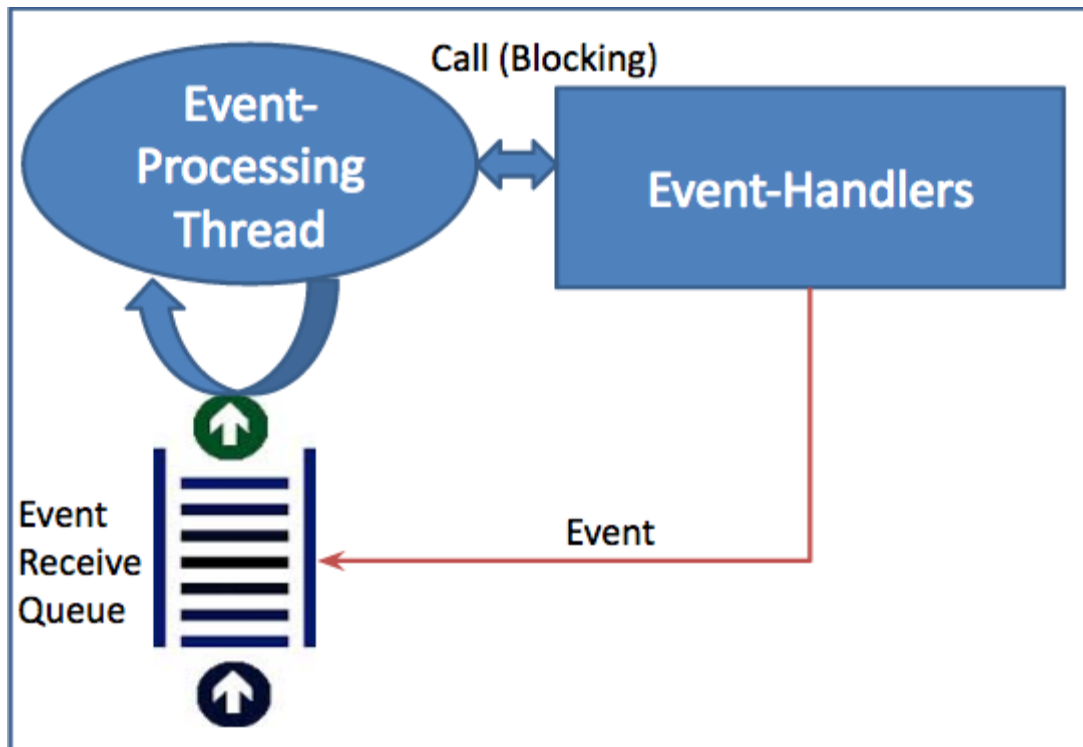 Call (Blocking)
Event-
Processing
Thread
Event-Handlers
Event
Receive
Queue
Event